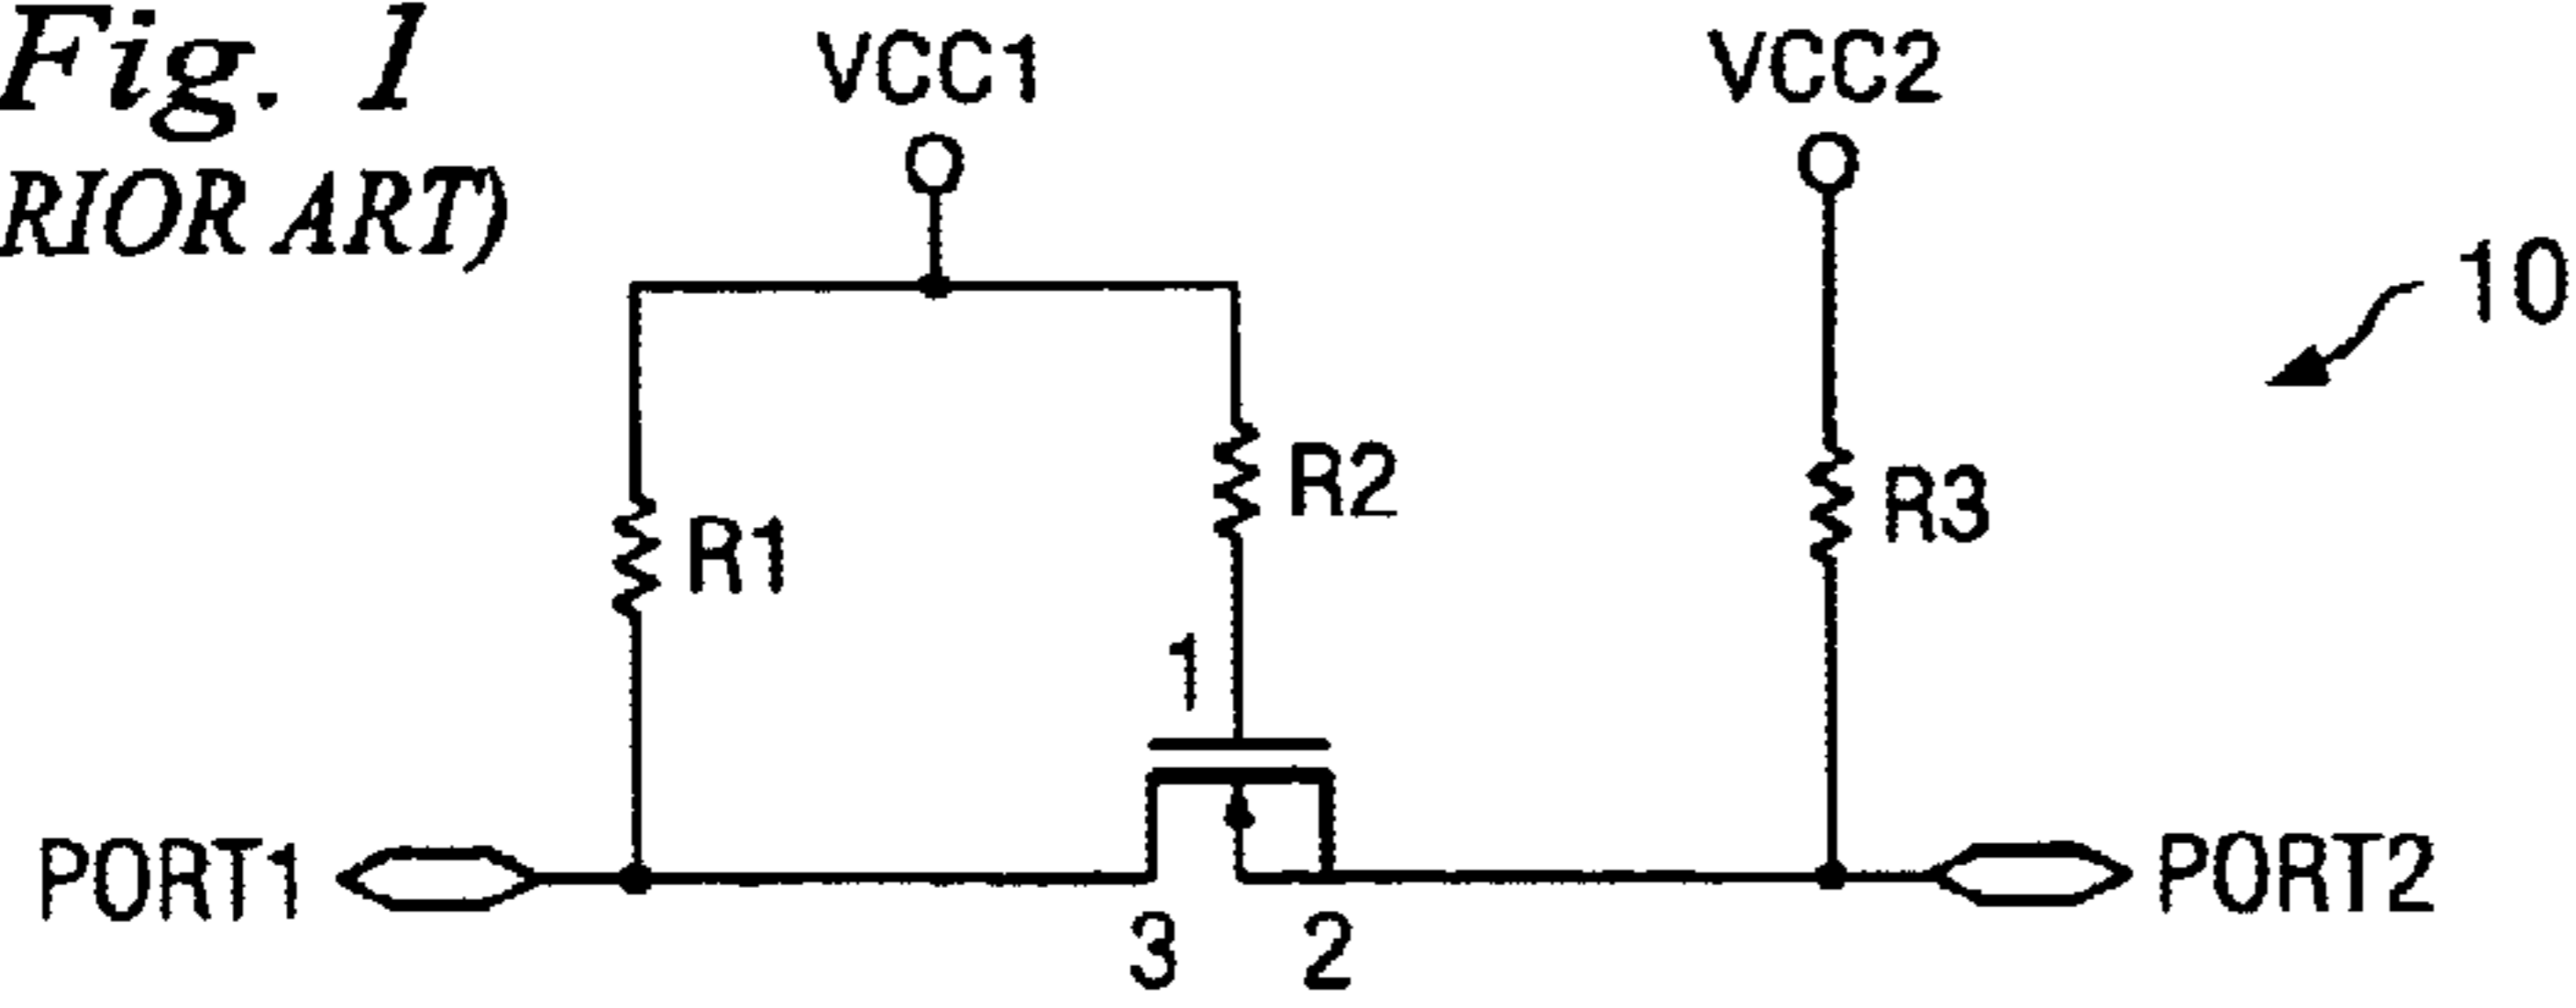 Fig. 1
RIOR ART)
VCC1
VCC2
10
R2
R3
R1
1
PORT1
PORT2
3
2